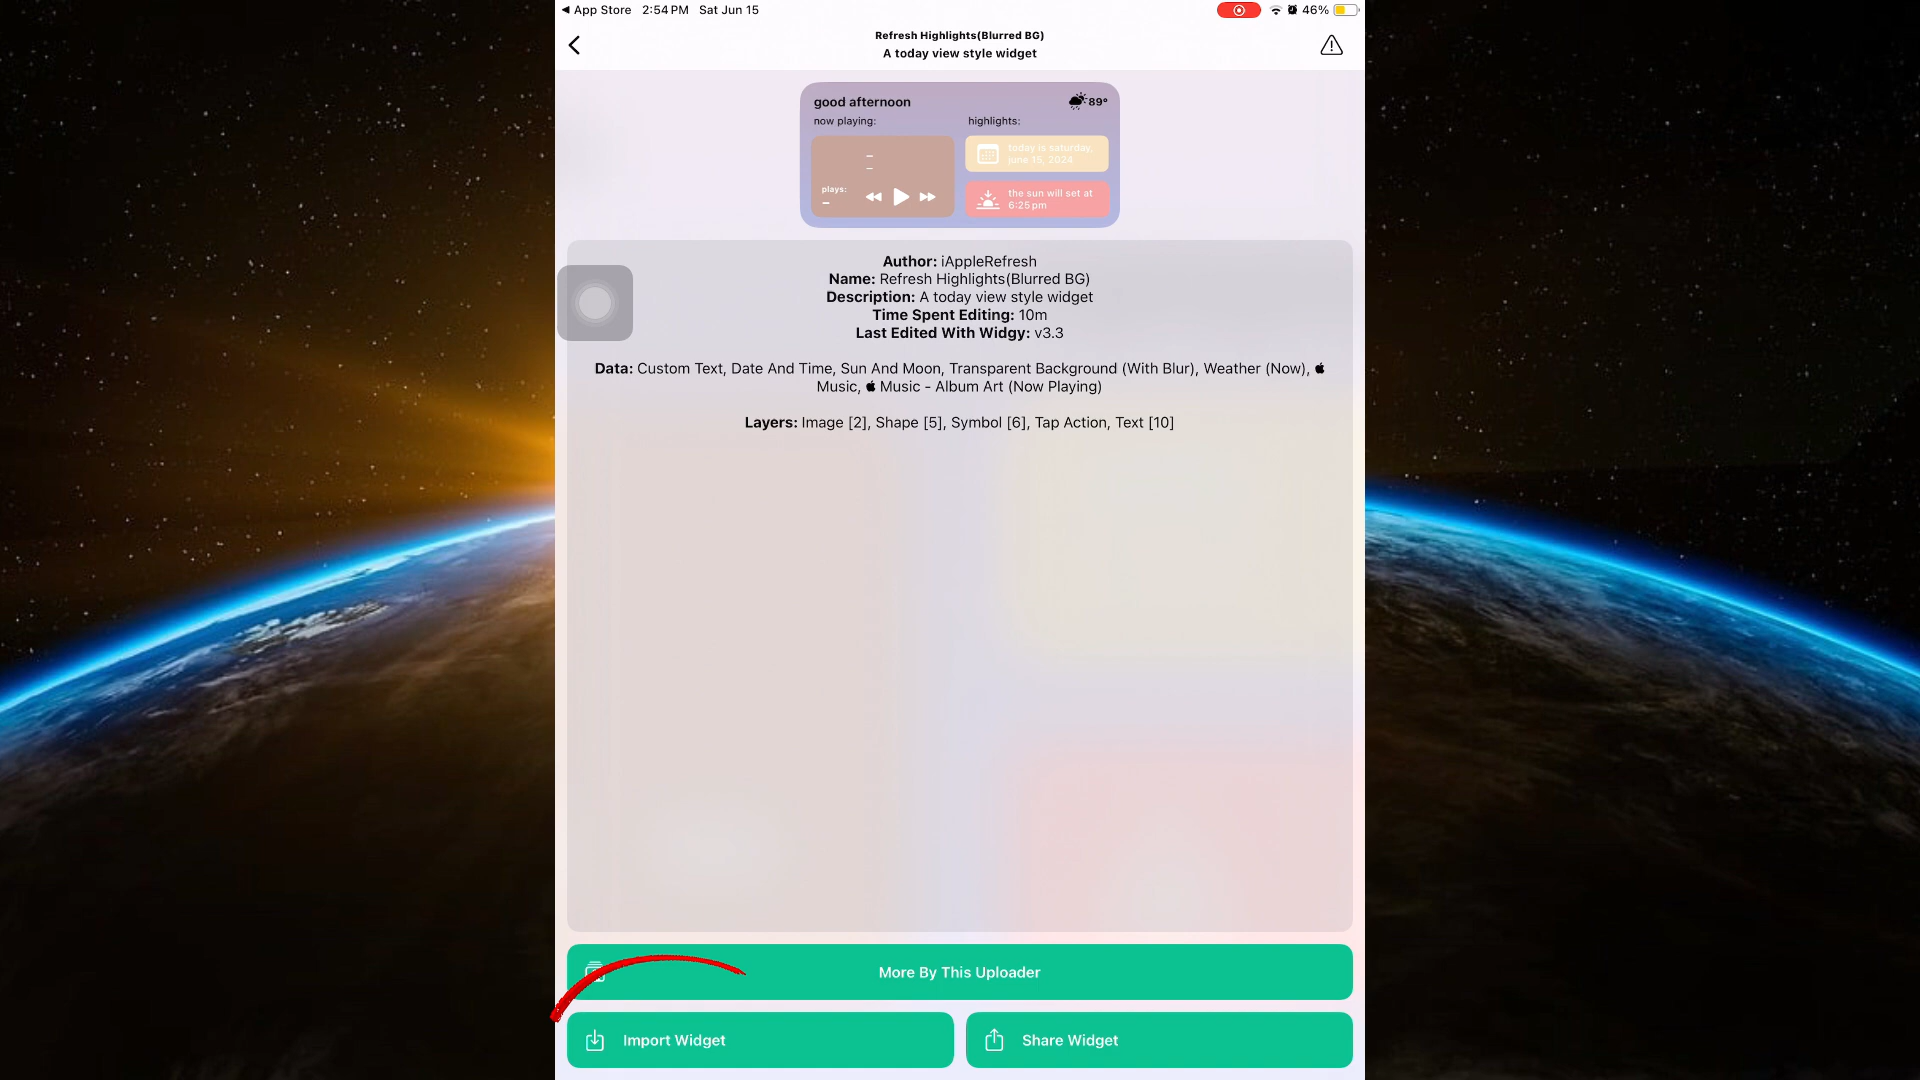 App Store 2:54 PM Sat Jun 15
46%
Refresh Highlights(Blurred BG)
A today view style widget
good afternoon
89°
now playing:
highlights:
today is saturday,
june 15, 2024
plays:
–
–
–
the sun will set at
6:25 pm
Author: iAppleRefresh
Name: Refresh Highlights(Blurred BG)
Description: A today view style widget
Time Spent Editing: 10m
Last Edited With Widgy: v3.3
Data: Custom Text, Date And Time, Sun And Moon, Transparent Background (With Blur), Weather (Now),
Music, Music - Album Art (Now Playing)
Layers: Image [2], Shape [5], Symbol [6], Tap Action, Text [10]
More By This Uploader
Import Widget
Share Widget